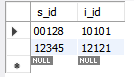 s_id i_id
00128 10101
12345 12121
NULL NULL